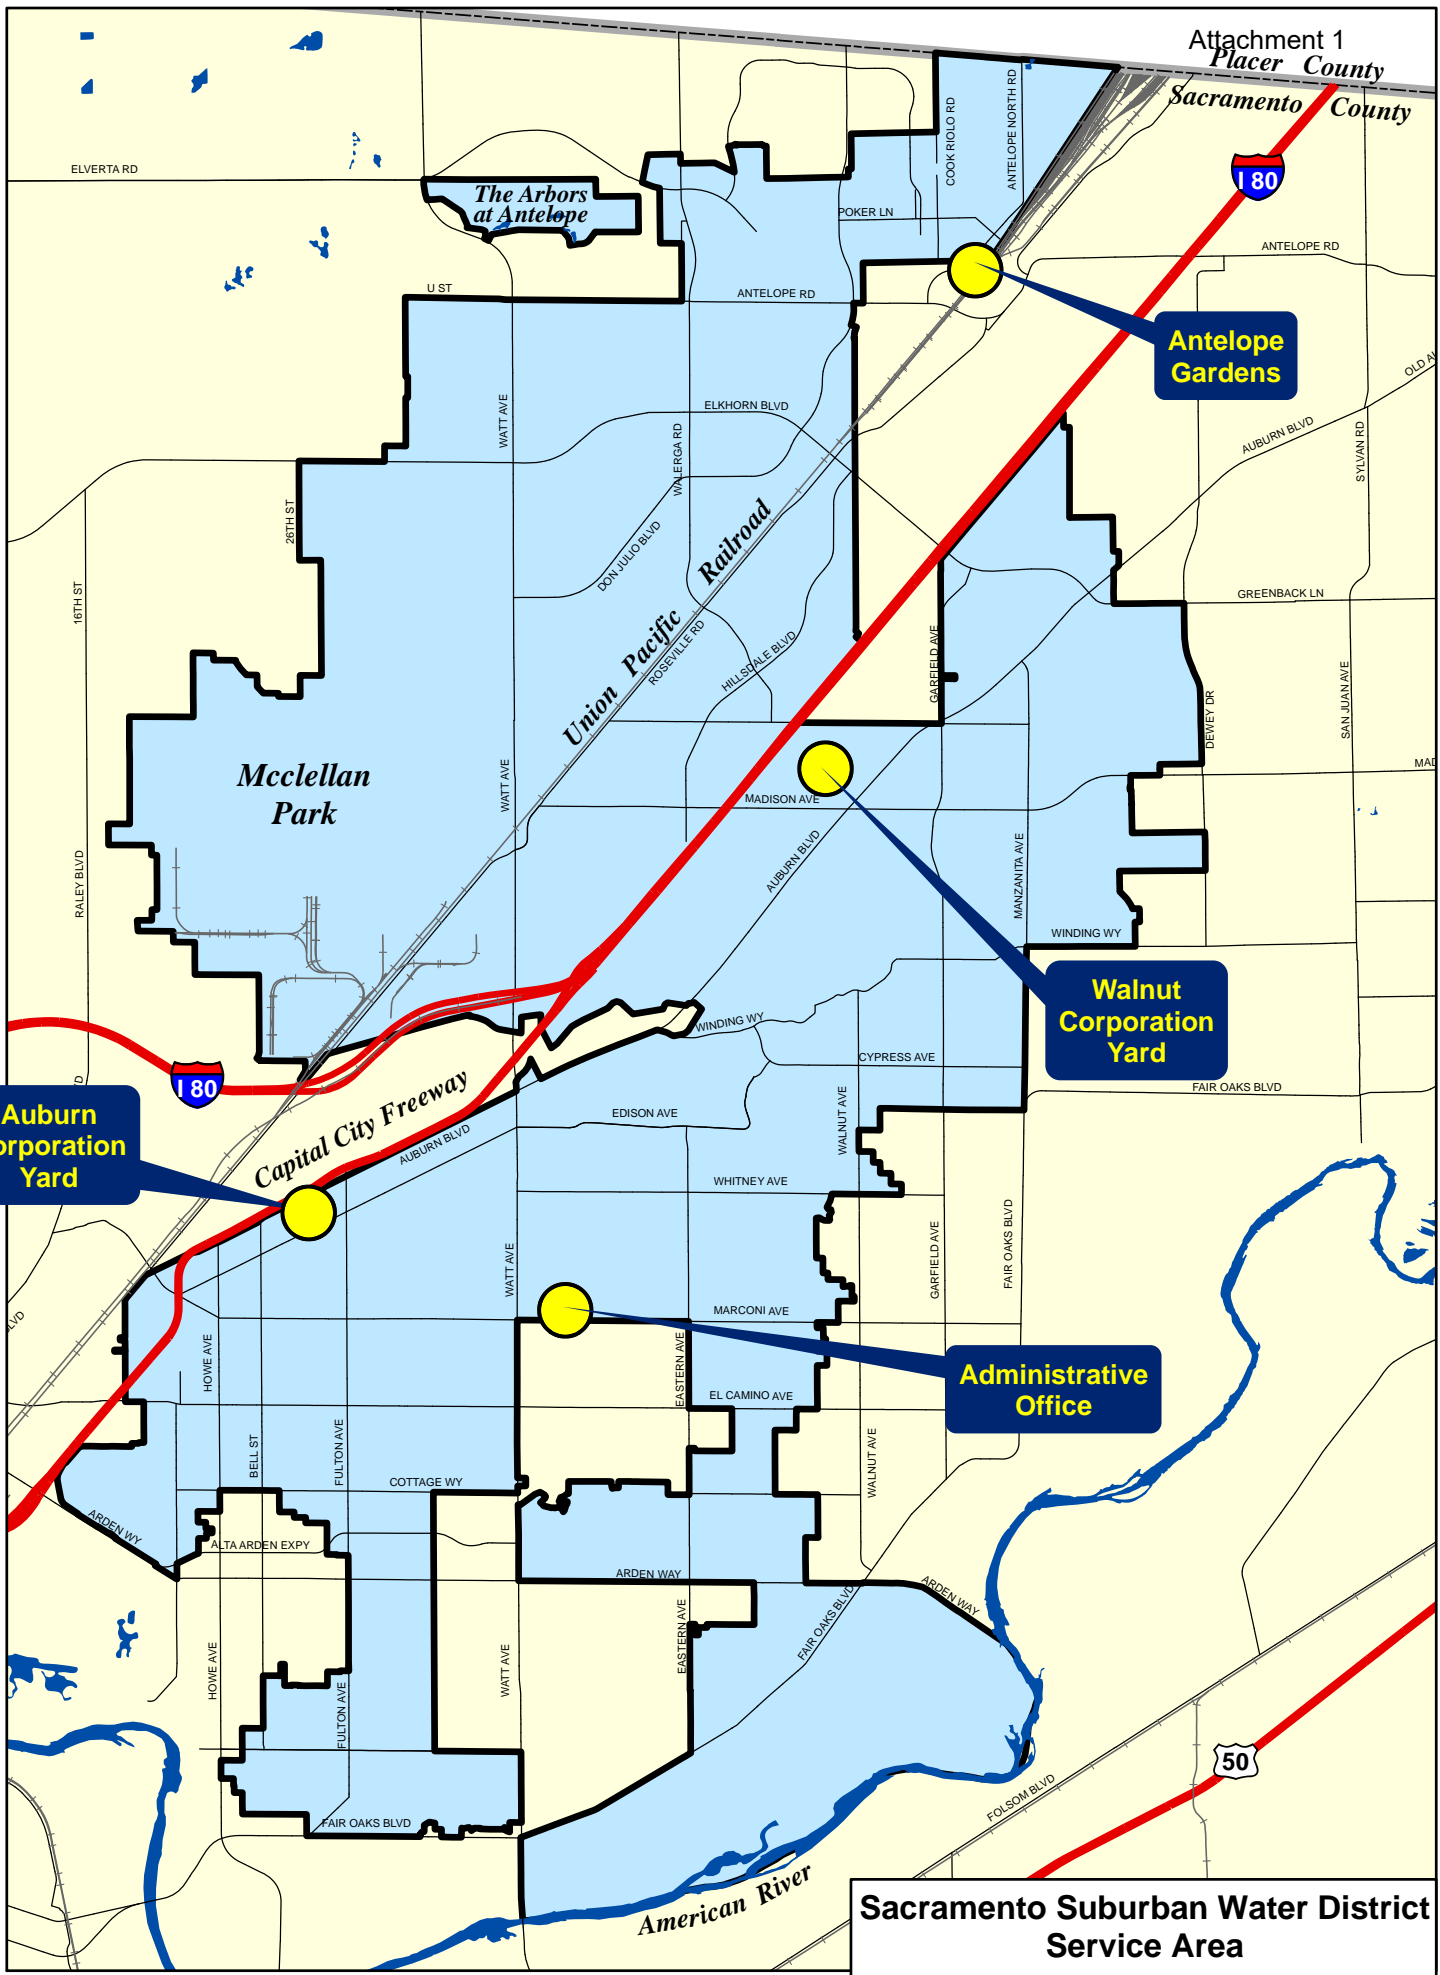 Attachment 1
Placer County
Sacramento County
ELVERTA RD
The Arbors
at Antelope
COOK RIOLO RD
ANTELOPE NORTH RD
I 80
POKER LN
ANTELOPE RD
U ST
ANTELOPE RD
Antelope
Gardens
WATT AVE
ELKHORN BLVD
WALERGA RD
AUBURN BLVD
SYLVAN RD
26TH ST
16TH ST
DON JULIO BLVD
Union Pacific Railroad
ROSEVILLE RD
HILLSDALE BLVD
GARFIELD AVE
GREENBACK LN
DEWEY DR
SAN JUAN AVE
Mcclellan
Park
WATT AVE
MADISON AVE
MAD
RALEY BLVD
AUBURN BLVD
MANZANITA AVE
WINDING WY
Walnut
Corporation
Yard
WINDING WY
CYPRESS AVE
FAIR OAKS BLVD
I 80
Auburn
orporation
Yard
Capital City Freeway
AUBURN BLVD
EDISON AVE
WALNUT AVE
WHITNEY AVE
GARFIELD AVE
FAIR OAKS BLVD
WATT AVE
MARCONI AVE
LVD
HOWE AVE
EASTERN AVE
Administrative
Office
EL CAMINO AVE
BELL ST
FULTON AVE
COTTAGE WY
WALNUT AVE
ARDEN WY
ALTA ARDEN EXPY
ARDEN WAY
ARDEN WAY
FAIR OAKS BLVD
HOWE AVE
FULTON AVE
WATT AVE
EASTERN AVE
50
FOLSOM BLVD
FAIR OAKS BLVD
American River
Sacramento Suburban Water District
Service Area